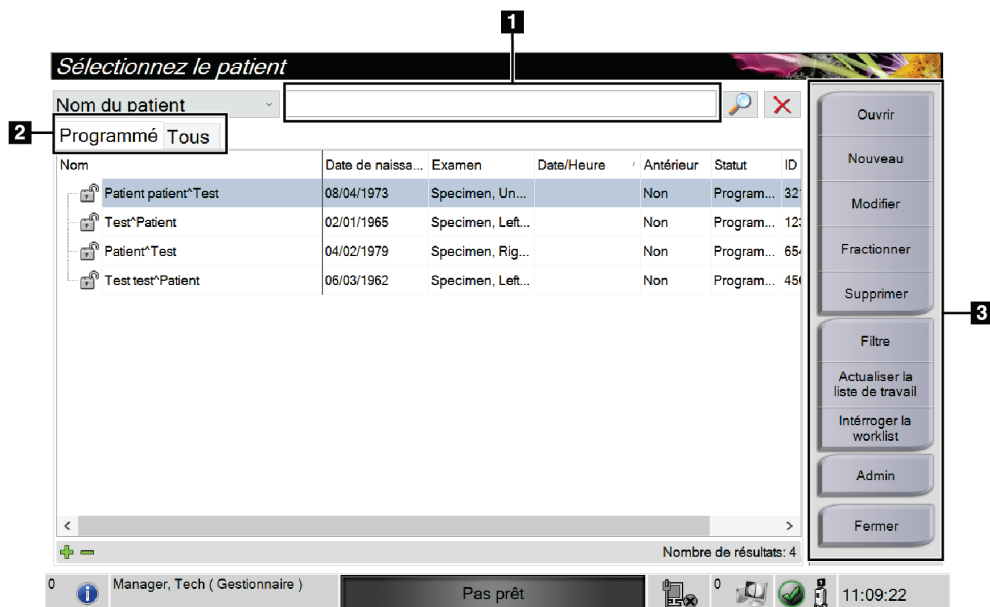 1
Sélectionnez le patient
Nom du patient
2
Programmé Tous
Nom Date de naissa... Examen Date/Heure Antérieur Statut ID
Patient patient^Test 08/04/1973 Specimen, Un... Non Program... 32
Test^Patient 02/01/1965 Specimen, Left... Non Program... 12
Patient^Test 04/02/1979 Specimen, Rig... Non Program... 65
Test test^Patient 06/03/1962 Specimen, Left... Non Program... 45
Nombre de résultats: 4
Ouvrir
Nouveau
Modifier
Fractionner
Supprimer
3
Filtre
Actualiser la
liste de travail
Intérroger la
worklist
Admin
Fermer
0 Manager, Tech ( Gestionnaire ) Pas prêt 0 11:09:22